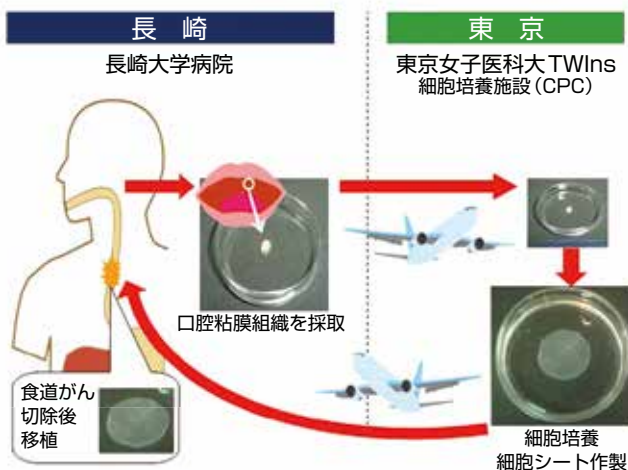 長崎
東京
長崎大学病院
東京女子医科大TWIns
細胞培養施設(CPC)
口腔粘膜組織を採取
食道がん
切除後
移植
細胞培養
細胞シート作製